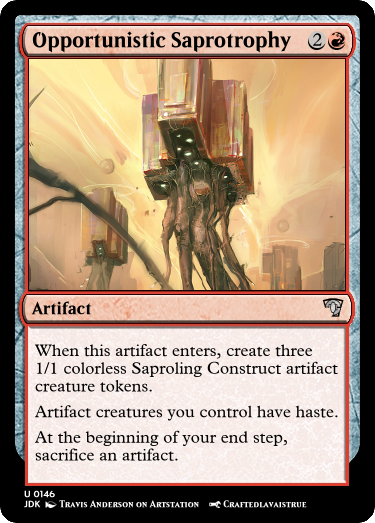 Opportunistic Saprotrophy 2
Artifact
When this artifact enters, create three
1/1 colorless Saproling Construct artifact
creature tokens.
Artifact creatures you control have haste.
At the beginning of your end step,
sacrifice an artifact.
U 0146
JDK Travis Anderson on Artstation Craftedlavaistrue